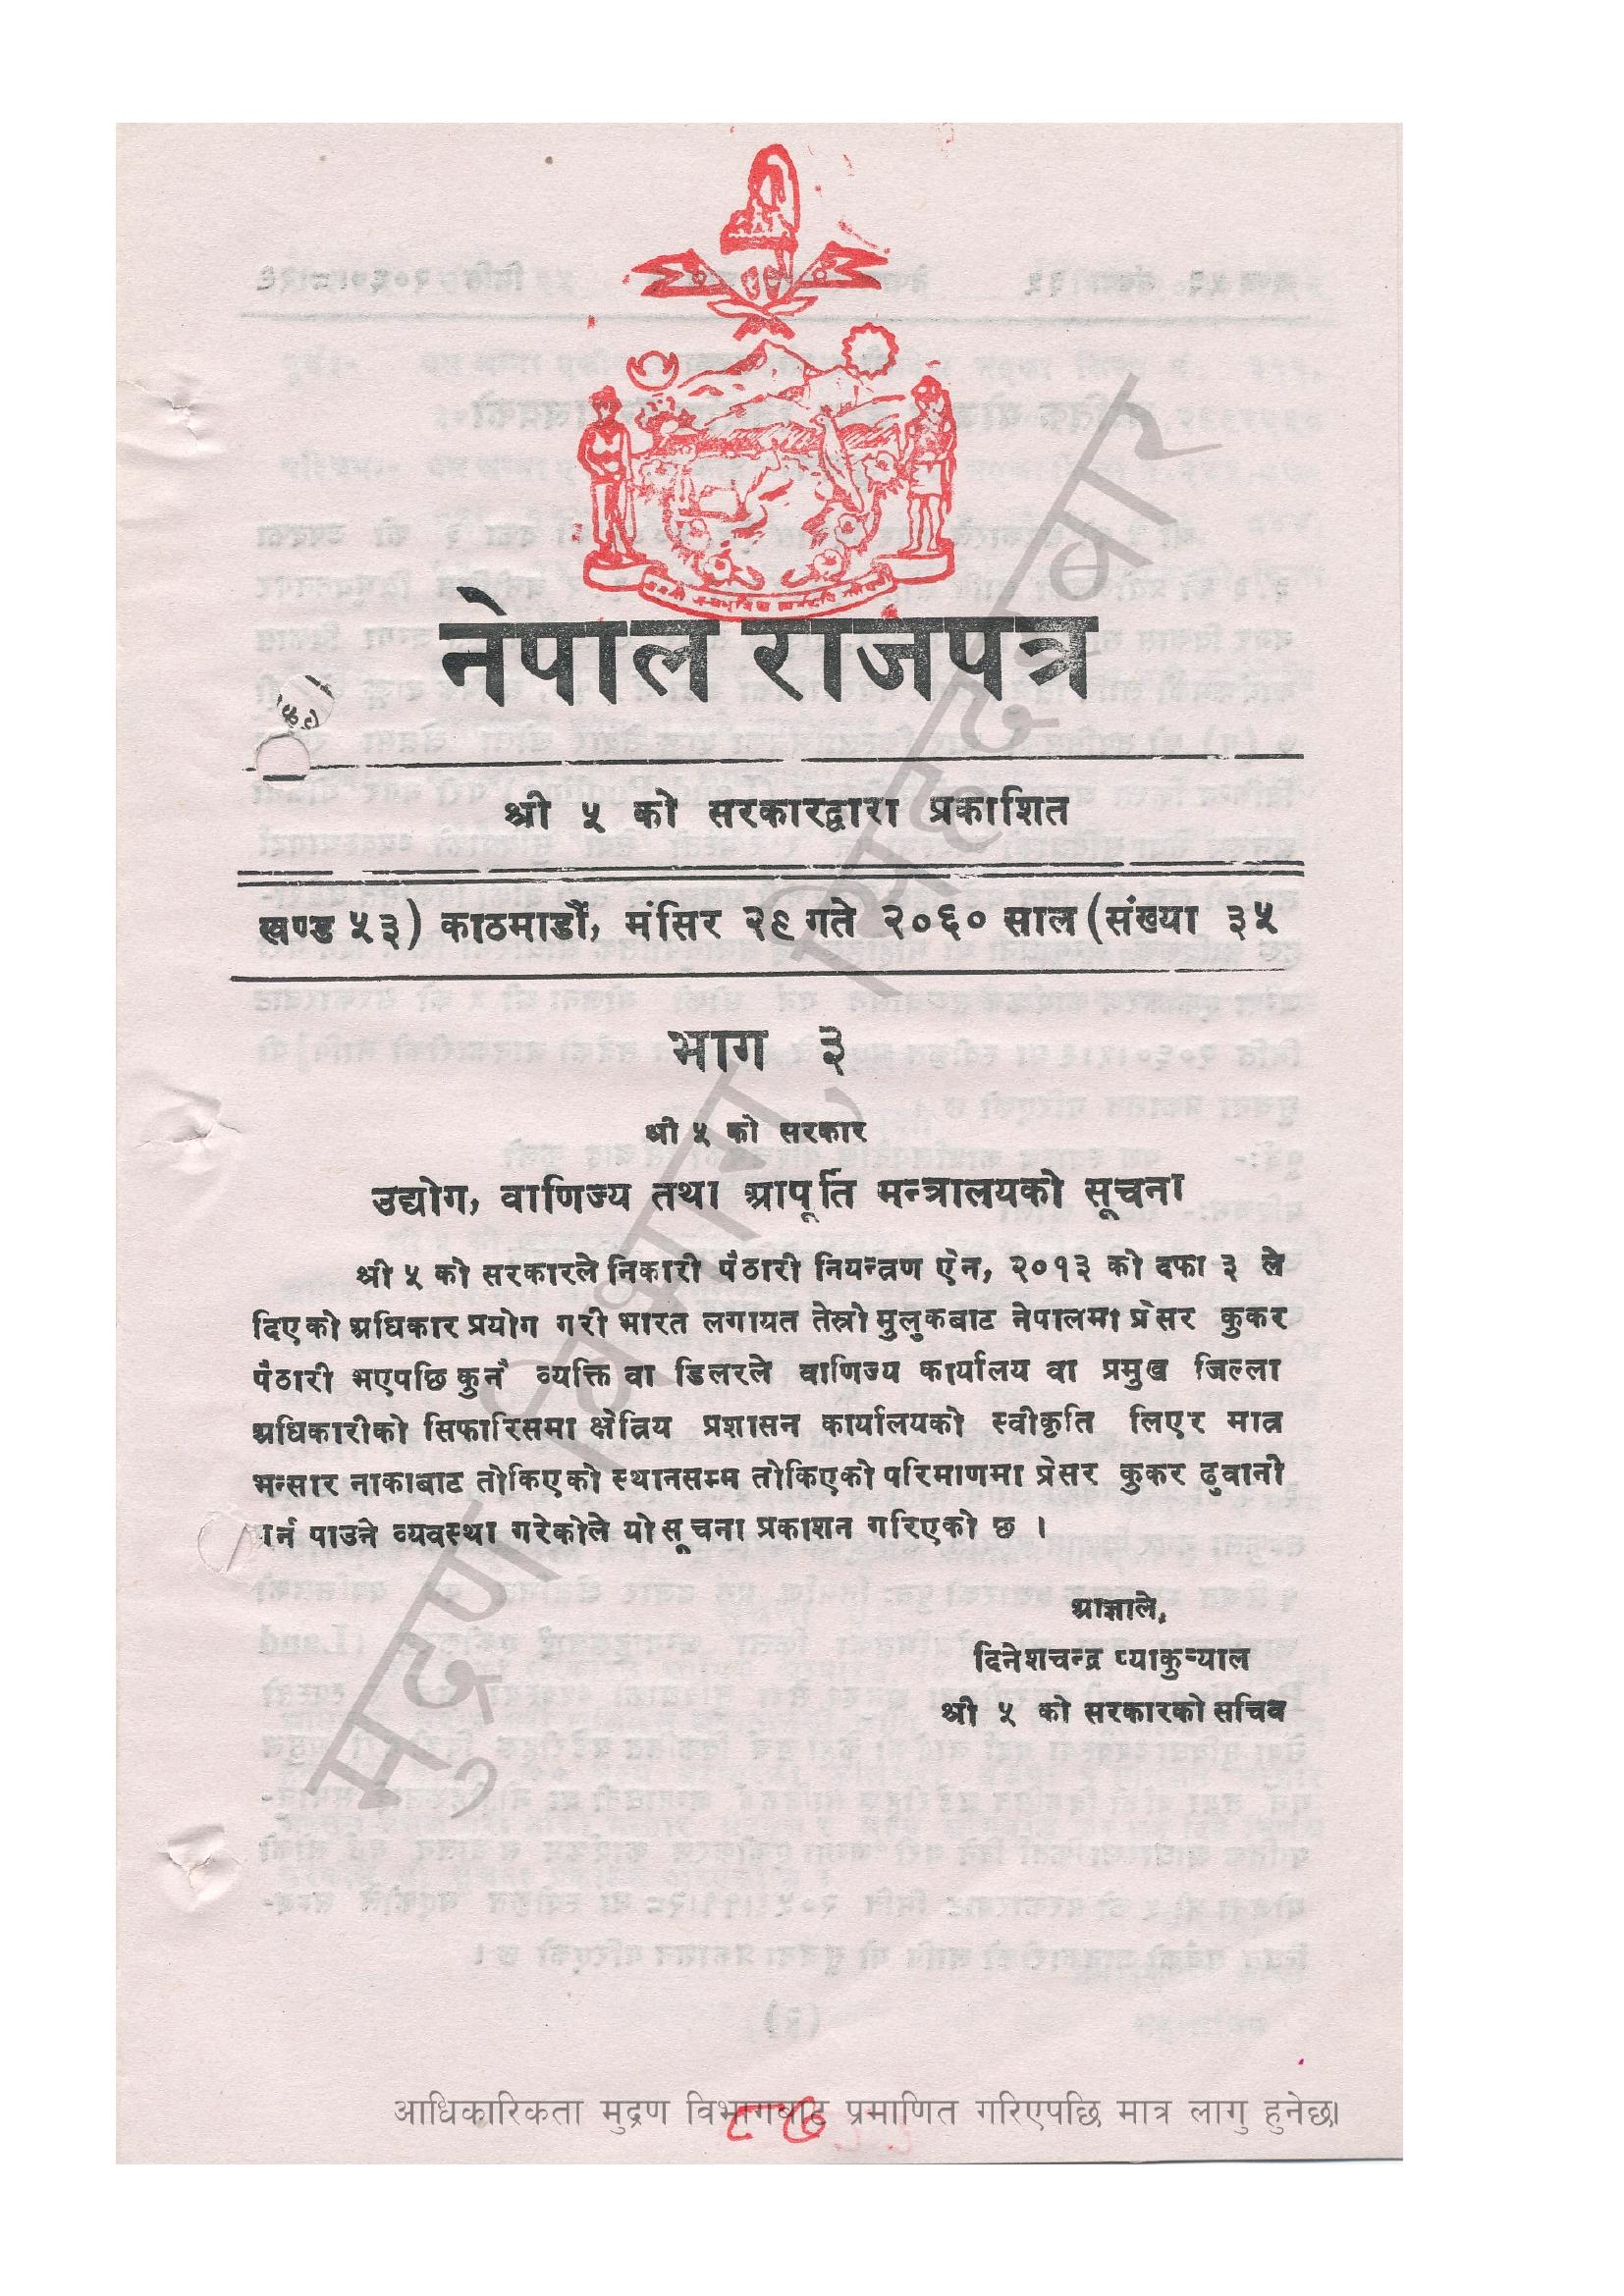 नेपाल राजपत्र
श्री ५ को सरकारद्वारा प्रकाशित
खण्ड ५३) काठमाडौं, मंसिर २९ गते २०६० साल (संख्या ३५
भाग ३
श्री ५ को सरकार
उद्योग, वाणिज्य तथा आपूर्ति मन्त्रालयको सूचना
श्री ५ को सरकारले निकासी पैठारी नियन्त्रण ऐन, २०१३ को दफा ३ ले
दिएको अधिकार प्रयोग गरी भारत लगायत तेस्रो मुलुकबाट नेपालमा प्रेसर कुकर
पैठारी भएपछि कुनै व्यक्ति वा डिलरले वाणिज्य कार्यालय वा प्रमुख जिल्ला
अधिकारीको सिफारिसमा क्षेत्रिय प्रशासन कार्यालयको स्वीकृति लिएर मात्र
भन्सार नाकाबाट तोकिएको स्थानसम्म तोकिएको परिमाणमा प्रेसर कुकर ढुवानी
गर्न पाउने व्यवस्था गरेकोले यो सूचना प्रकाशन गरिएको छ ।
आज्ञाले,
दिनेशचन्द्र प्याकुर्‍याल
श्री ५ को सरकारको सचिव
मुद्रण विभाग, सिंहदरबार
आधिकारिकता मुद्रण विभागबाट प्रमाणित गरिएपछि मात्र लागु हुनेछ।
८७